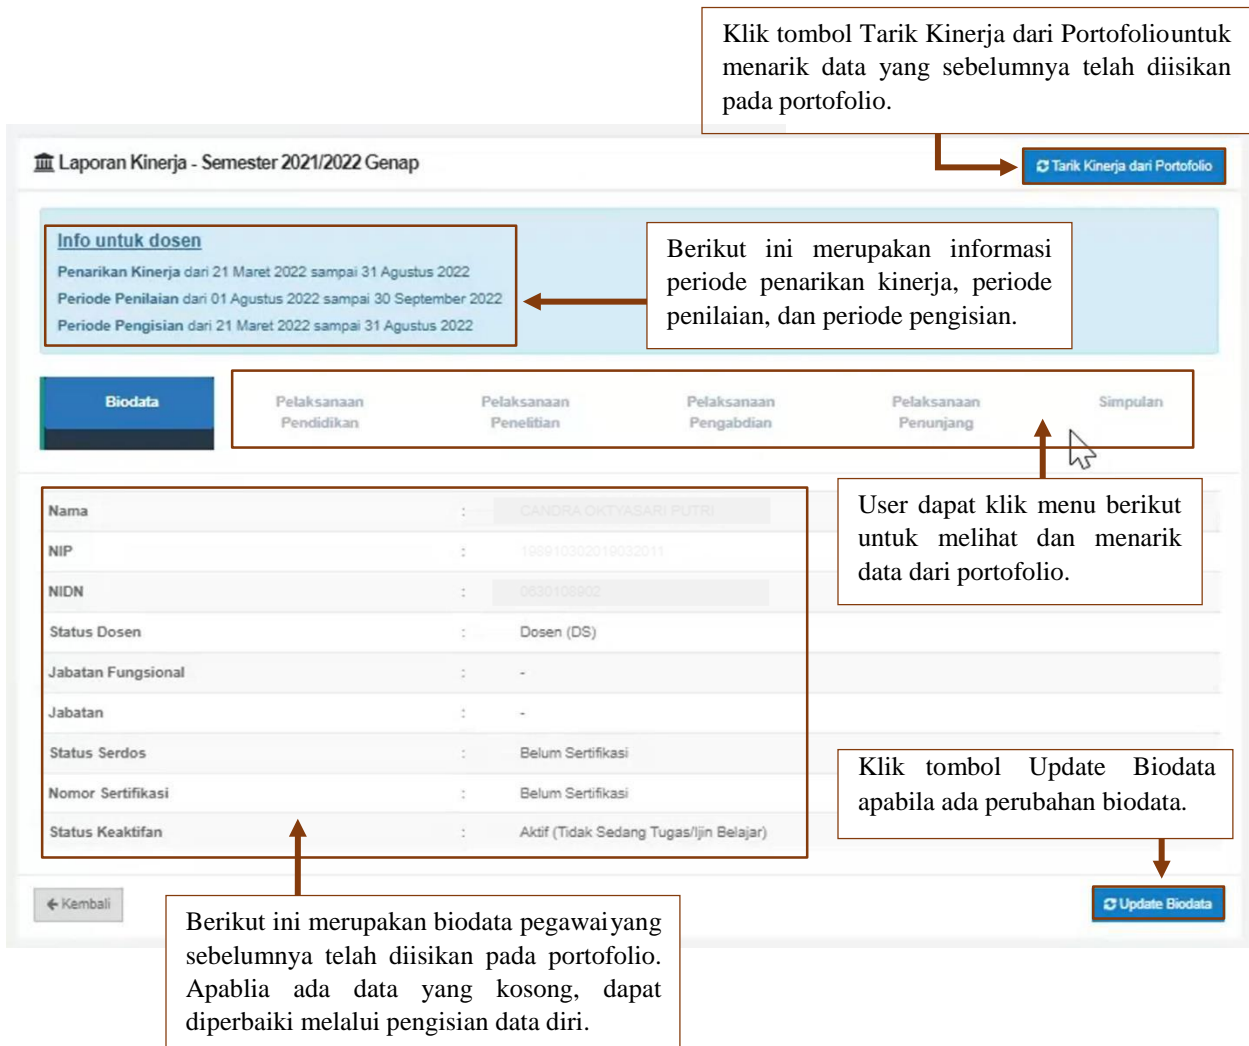 Klik tombol Tarik Kinerja dari Portofoliountuk
menarik data yang sebelumnya telah diisikan
pada portofolio.
Laporan Kinerja - Semester 2021/2022 Genap
Tarik Kinerja dari Portofolio
Info untuk dosen
Penarikan Kinerja dari 21 Maret 2022 sampai 31 Agustus 2022
Periode Penilaian dari 01 Agustus 2022 sampai 30 September 2022
Periode Pengisian dari 21 Maret 2022 sampai 31 Agustus 2022
Berikut ini merupakan informasi
periode penarikan kinerja, periode
penilaian, dan periode pengisian.
Biodata
Pelaksanaan
Pendidikan
Pelaksanaan
Penelitian
Pelaksanaan
Pengabdian
Pelaksanaan
Penunjang
Simpulan
User dapat klik menu berikut
untuk melihat dan menarik
data dari portofolio.
Nama : CANDRA OKTYASARI PUTRI
NIP : 198910302019032011
NIDN : 0630108902
Status Dosen : Dosen (DS)
Jabatan Fungsional : -
Jabatan : -
Status Serdos : Belum Sertifikasi
Nomor Sertifikasi : Belum Sertifikasi
Status Keaktifan : Aktif (Tidak Sedang Tugas/Ijin Belajar)
Klik tombol Update Biodata
apabila ada perubahan biodata.
Kembali
Update Biodata
Berikut ini merupakan biodata pegawaiyang
sebelumnya telah diisikan pada portofolio.
Apablia ada data yang kosong, dapat
diperbaiki melalui pengisian data diri.